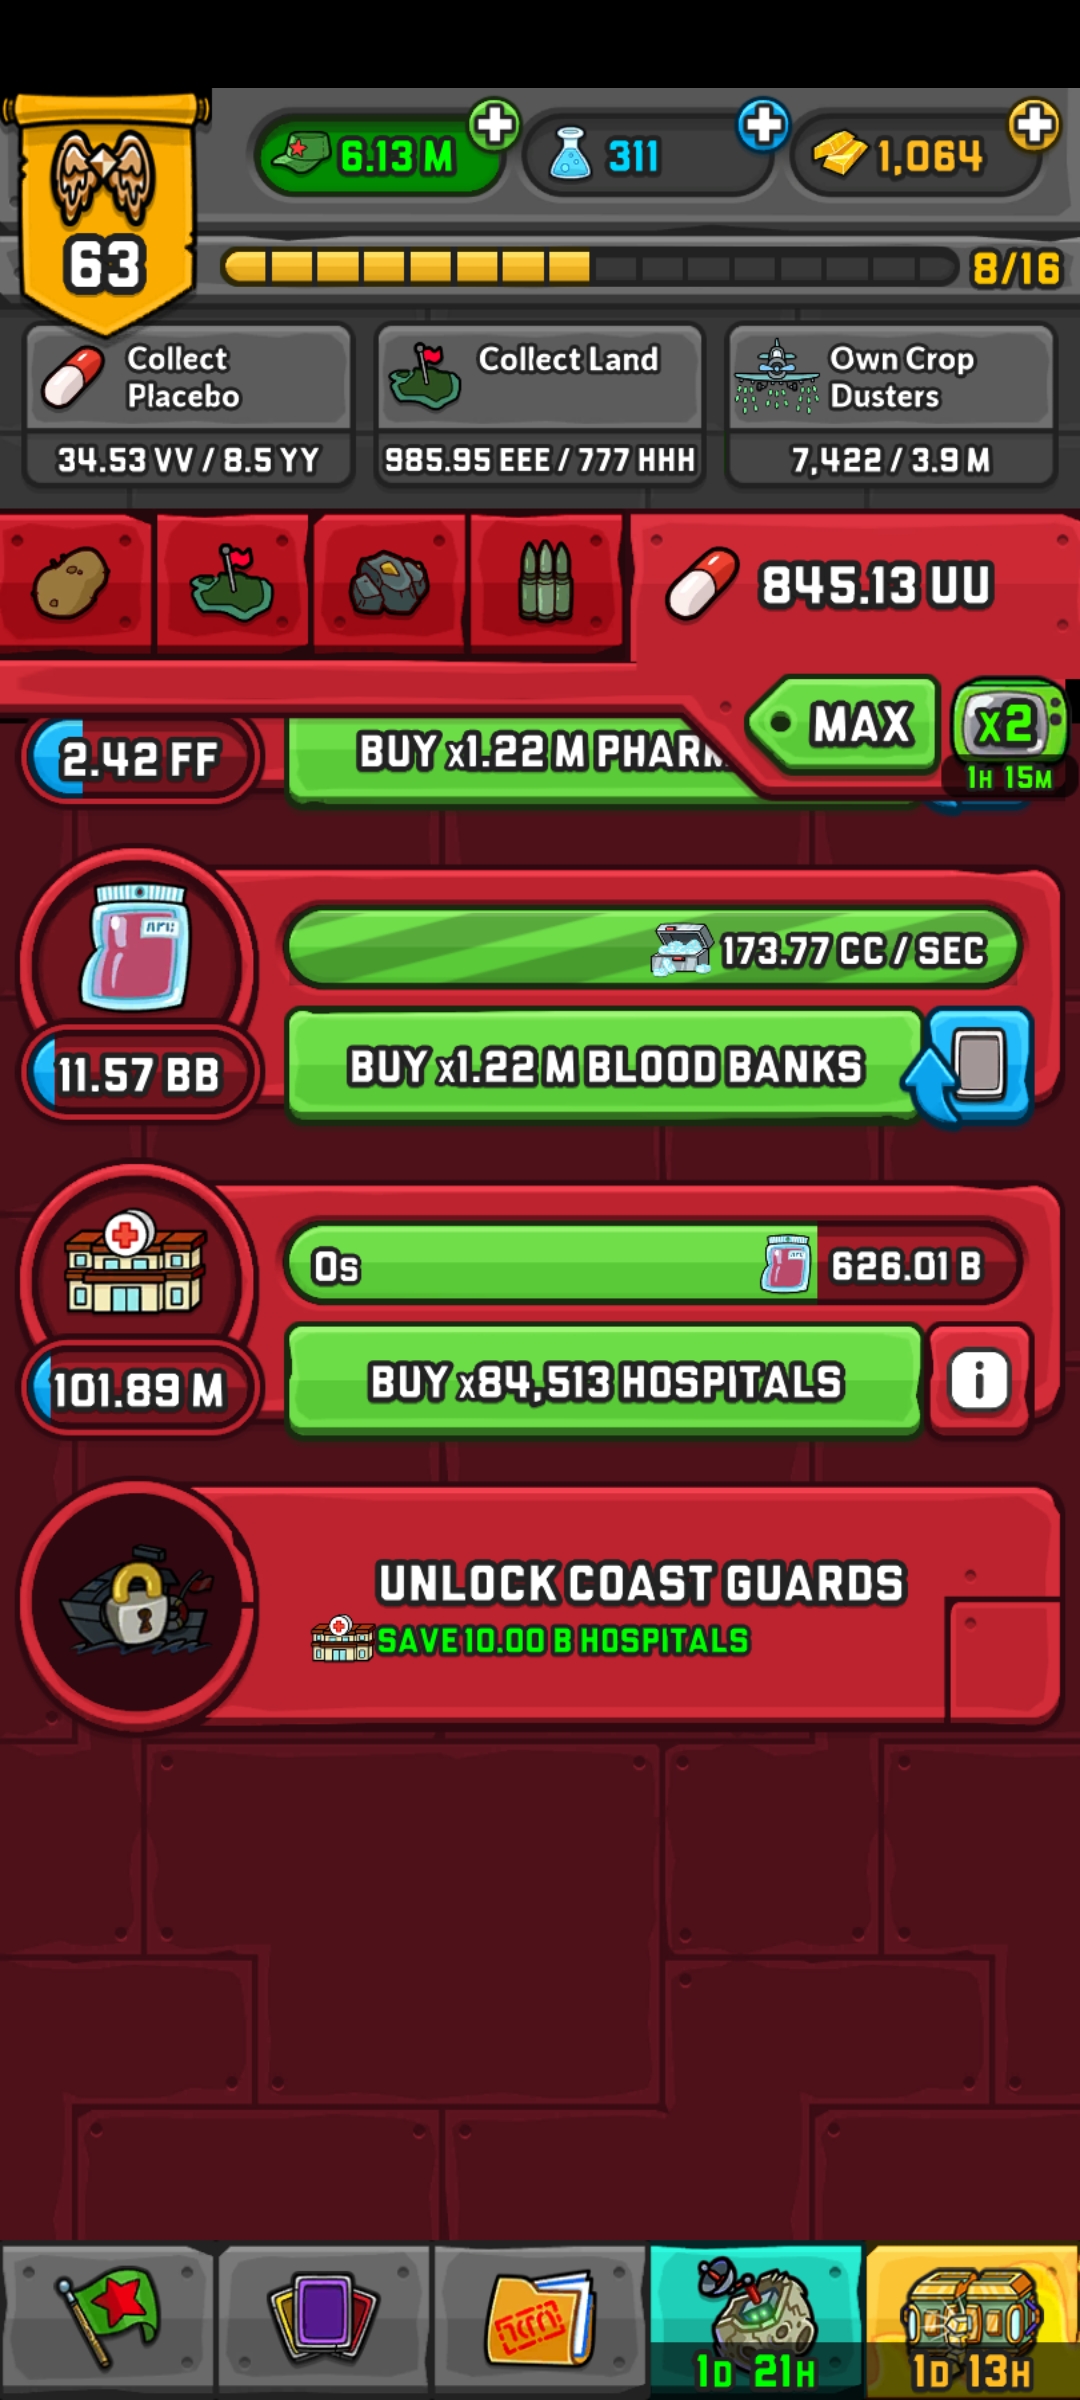 6.13 M
311
1,064
63
8/16
Collect
Placebo
34.53 VV / 8.5 YY
Collect Land
985.95 EEE / 777 HHH
Own Crop
Dusters
7,422 / 3.9 M
845.13 UU
MAX
X2
1H 15M
2.42 FF
BUY x1.22 M
173.77 CC / SEC
11.57 BB
BUY x1.22 M BLOOD BANKS
0s
626.01 B
101.89 M
BUY x84,513 HOSPITALS
i
UNLOCK COAST GUARDS
SAVE 10.00 B HOSPITALS
1D 21H
1D 13H